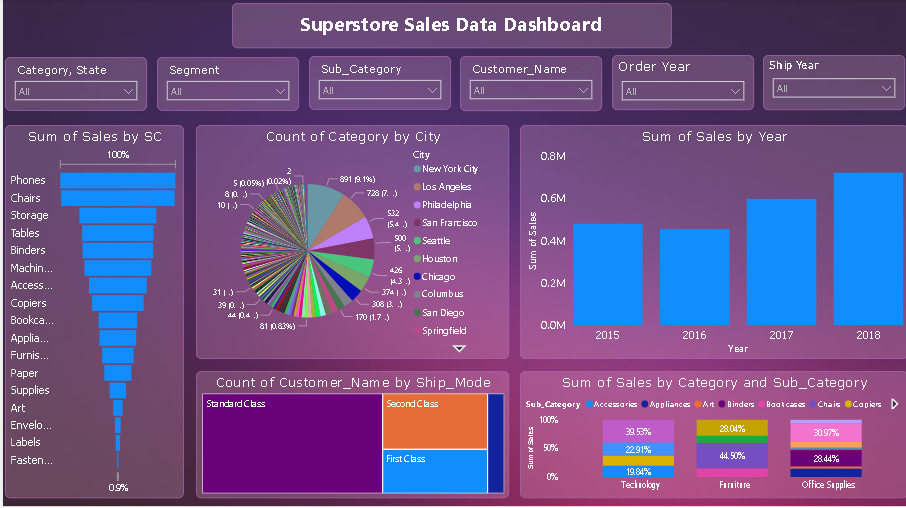 Superstore Sales Data Dashboard
Category, State
All
Segment
All
Sub_Category
All
Customer_Name
All
Order Year
All
Ship Year
All
Sum of Sales by SC
100%
Phones
Chairs
Storage
Tables
Binders
Machin...
Access...
Copiers
Bookca...
Applia...
Furnis...
Paper
Supplies
Art
Envelo...
Labels
Fasten...
0.9%
Count of Category by City
City
New York City
Los Angeles
Philadelphia
San Francisco
Seattle
Houston
Chicago
Columbus
San Diego
Springfield
891 (9.1%)
728 (7. ..)
532
(5.4 ..)
500
(5. ..)
426
(4.3 ..)
374 ( ..)
308 (3. ..)
170 (1.7 ..)
81 (0.83%)
44 (0.4 ..)
39 (0. ..)
31 ( ..)
10 ( ..)
8 (0. ..)
5 (0.05%)
2
(0.02%)
Sum of Sales by Year
Sum of Sales
0.8M
0.6M
0.4M
0.2M
0.0M
2015
2016
2017
2018
Year
Count of Customer_Name by Ship_Mode
Standard Class
Second Class
First Class
Sum of Sales by Category and Sub_Category
Sub_Category
Accessories
Appliances
Art
Binders
Bookcases
Chairs
Copiers
Sum of Sales
100%
50%
0%
39.53%
22.91%
19.84%
28.04%
44.50%
30.97%
28.44%
Technology
Furniture
Office Supplies